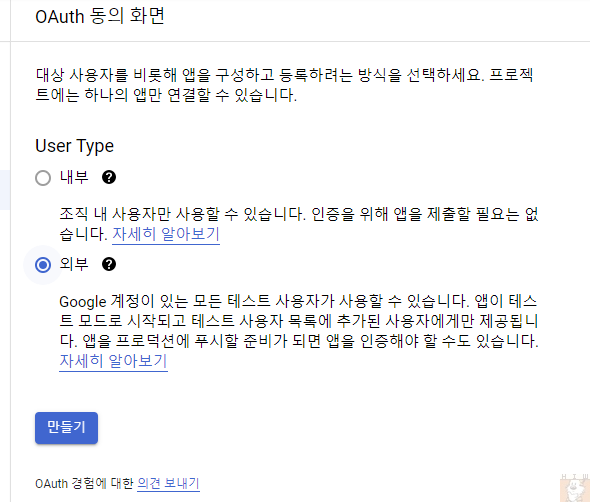 OAuth 동의 화면
대상 사용자를 비롯해 앱을 구성하고 등록하려는 방식을 선택하세요. 프로젝
트에는 하나의 앱만 연결할 수 있습니다.
User Type
내부
조직 내 사용자만 사용할 수 있습니다. 인증을 위해 앱을 제출할 필요는 없
습니다. 자세히 알아보기
외부
Google 계정이 있는 모든 테스트 사용자가 사용할 수 있습니다. 앱이 테스
트 모드로 시작되고 테스트 사용자 목록에 추가된 사용자에게만 제공됩니
다. 앱을 프로덕션에 푸시할 준비가 되면 앱을 인증해야 할 수도 있습니다.
자세히 알아보기
만들기
OAuth 경험에 대한 의견 보내기